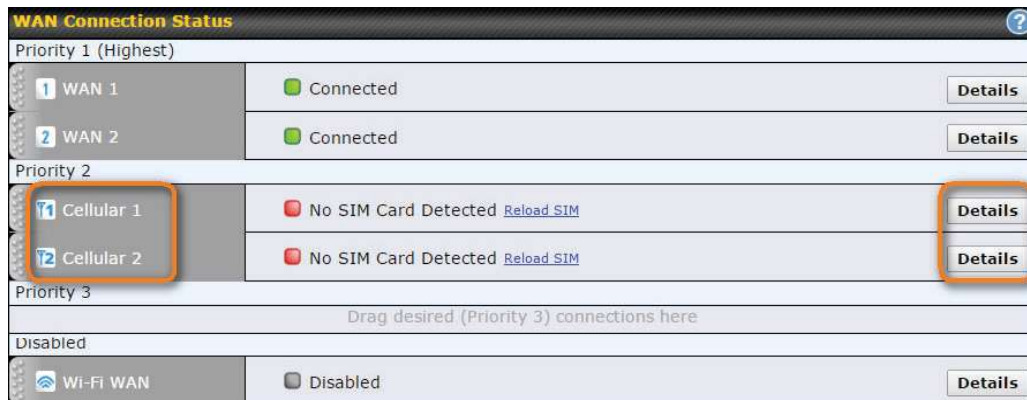 WAN Connection Status ?
Priority 1 (Highest)
1 WAN 1 Connected Details
2 WAN 2 Connected Details
Priority 2
1 Cellular 1 No SIM Card Detected Reload SIM Details
2 Cellular 2 No SIM Card Detected Reload SIM Details
Priority 3
Drag desired (Priority 3) connections here
Disabled
Wi-Fi WAN Disabled Details